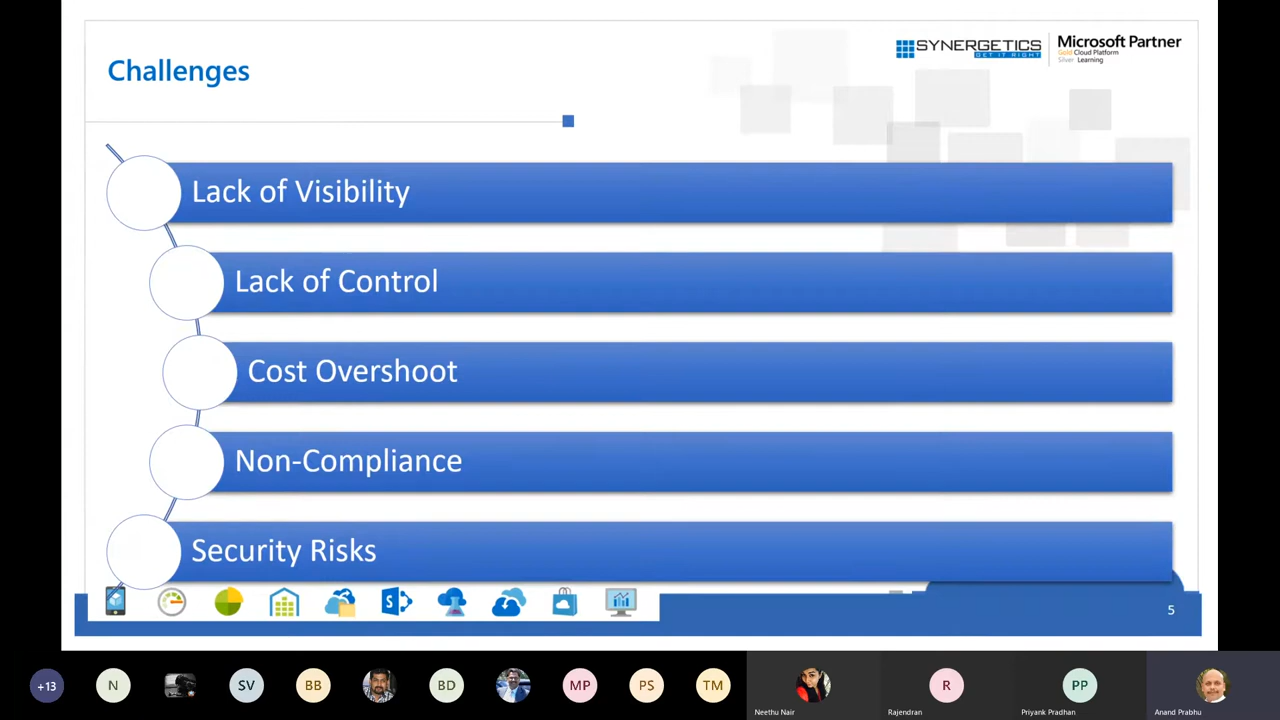 Challenges
SYNERGETICS
GET IT RIGHT
Microsoft Partner
Gold Cloud Platform
Silver Learning
Lack of Visibility
Lack of Control
Cost Overshoot
Non-Compliance
Security Risks
S
5
+13
N
SV
BB
BD
MP
PS
TM
R
PP
Neethu Nair
Rajendran
Priyank Pradhan
Anand Prabhu